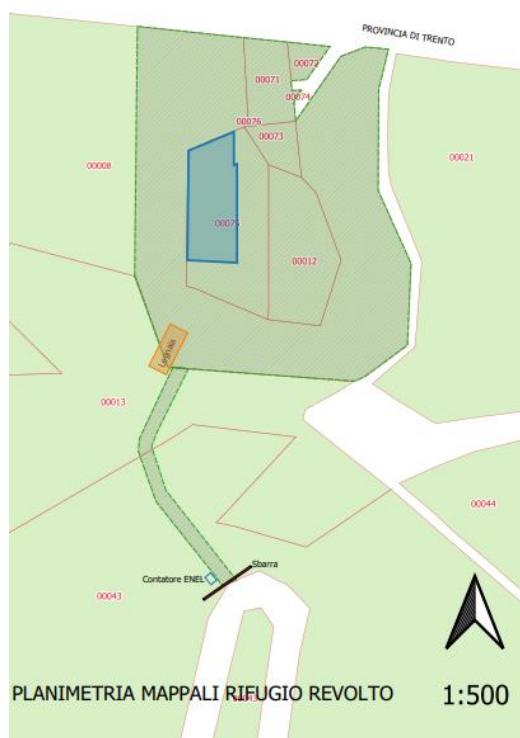 PROVINCIA DI TRENTO
00072
00071
00074
00076
00073
00008
00021
00075
00012
Legnaia
00013
00044
Sbarra
Contatore ENEL
00043
PLANIMETRIA MAPPALI RIFUGIO REVOLTO
1:500